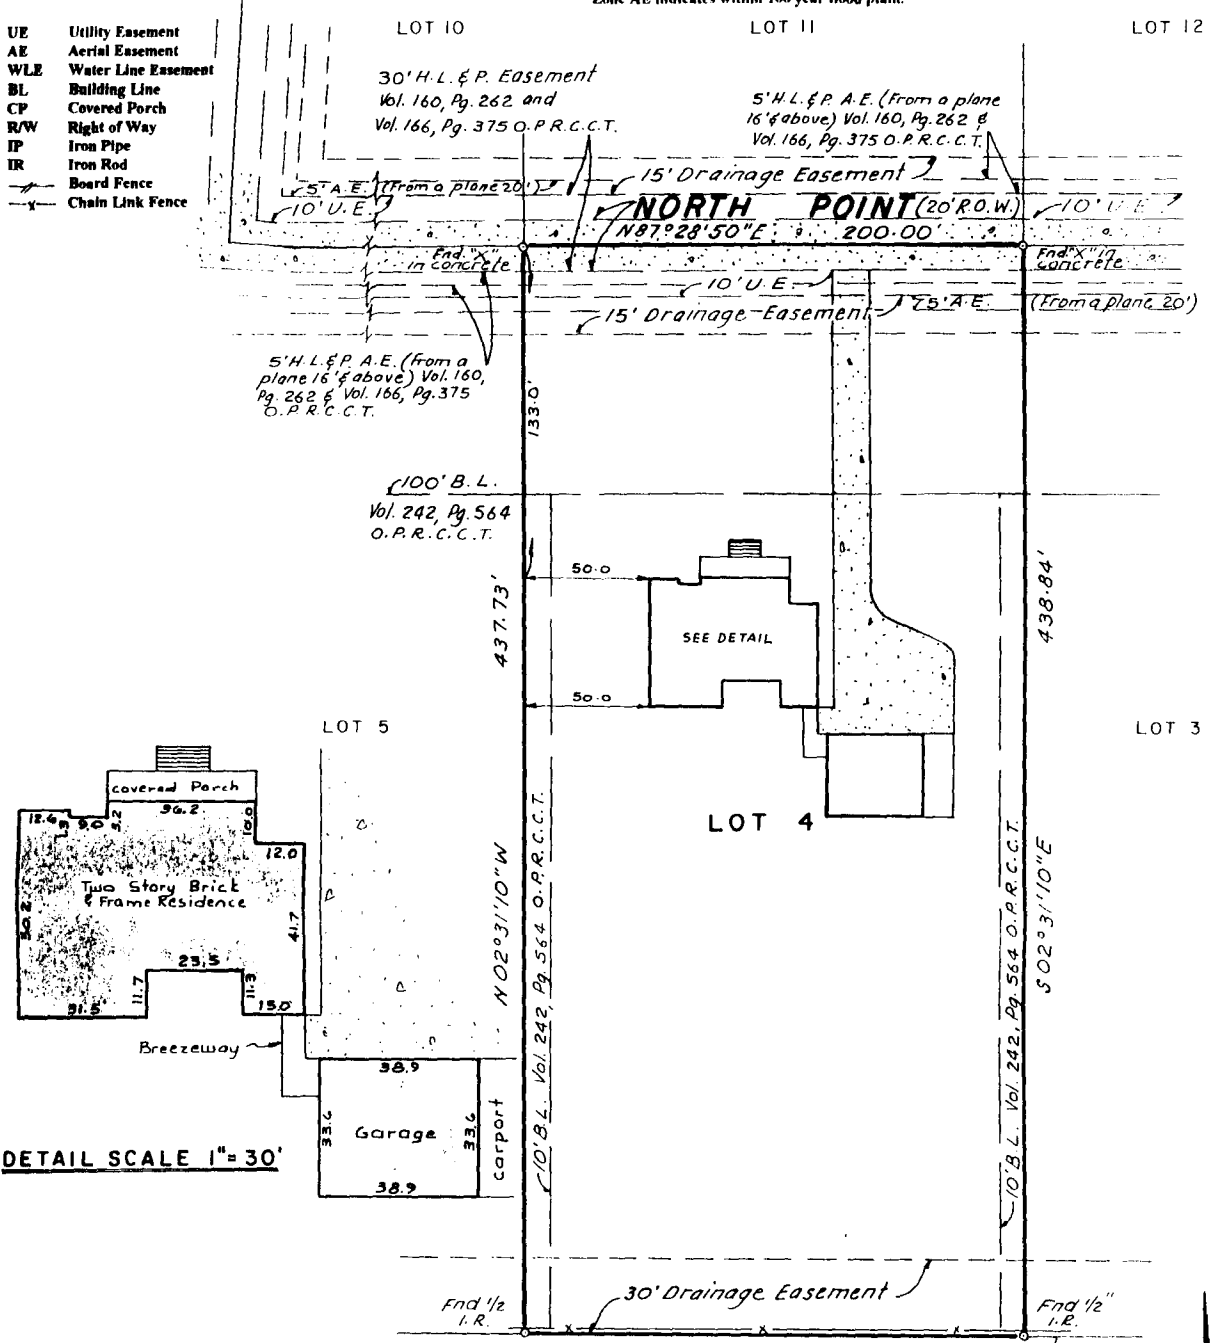 Zone AE indicates within 100 year flood plain.
UE Utility Easement
AE Aerial Easement
WLE Water Line Easement
BL Building Line
CP Covered Porch
R/W Right of Way
IP Iron Pipe
IR Iron Rod
Board Fence
Chain Link Fence
LOT 10
LOT 11
LOT 12
30' H.L. & P. Easement
Vol. 160, Pg. 262 and
Vol. 166, Pg. 375 O.P.R.C.C.T.
5' H.L. & P. A.E. (From a plane
16' & above) Vol. 160, Pg. 262 &
Vol. 166, Pg. 375 O.P.R.C.C.T.
15' Drainage Easement
5' A.E. (From a plane 20')
10' U.E.
NORTH POINT (20' R.O.W.)
10' U.E.
N87°28'50"E 200.00'
Fnd. "X"
in concrete
Fnd. "X" in
concrete
10' U.E.
5' A.E. (From a plane 20')
15' Drainage Easement
5' H.L. & P. A.E. (From a
plane 16' & above) Vol. 160,
Pg. 262 & Vol. 166, Pg. 375
O.P.R.C.C.T.
133.0'
100' B.L.
Vol. 242, Pg. 564
O.P.R.C.C.T.
50.0
437.73'
438.84'
SEE DETAIL
50.0
LOT 5
LOT 3
LOT 4
Covered Porch
12.6
9.0
5.2
36.2
10.0
12.0
Two Story Brick
& Frame Residence
50.2
41.7
23.5
11.7
11.3
31.5
15.0
Breezeway
38.9
33.6
Garage
33.6
carport
38.9
DETAIL SCALE 1"=30'
N 02°31'10" W
10' B.L. Vol. 242, Pg 564 O.P.R.C.C.T.
10' B.L. Vol. 242, Pg. 564 O.P.R.C.C.T.
S 02°31'10" E
30' Drainage Easement
Fnd 1/2
I.R.
Fnd 1/2"
I.R.